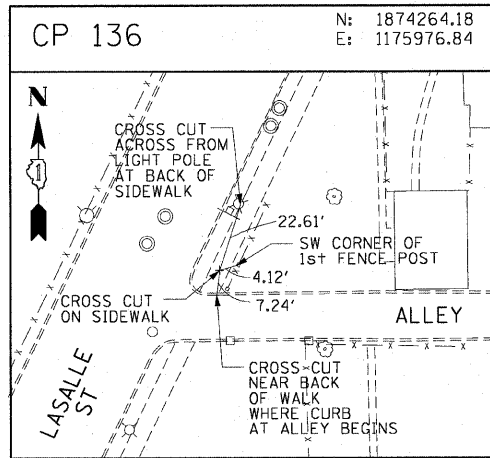 CP 136
N: 1874264.18
E: 1175976.84
N
1
CROSS CUT
ACROSS FROM
LIGHT POLE
AT BACK OF
SIDEWALK
22.61'
SW CORNER OF
1st FENCE POST
4.12'
7.24'
CROSS CUT
ON SIDEWALK
ALLEY
CROSS CUT
NEAR BACK
OF WALK
WHERE CURB
AT ALLEY BEGINS
LASALLE
ST